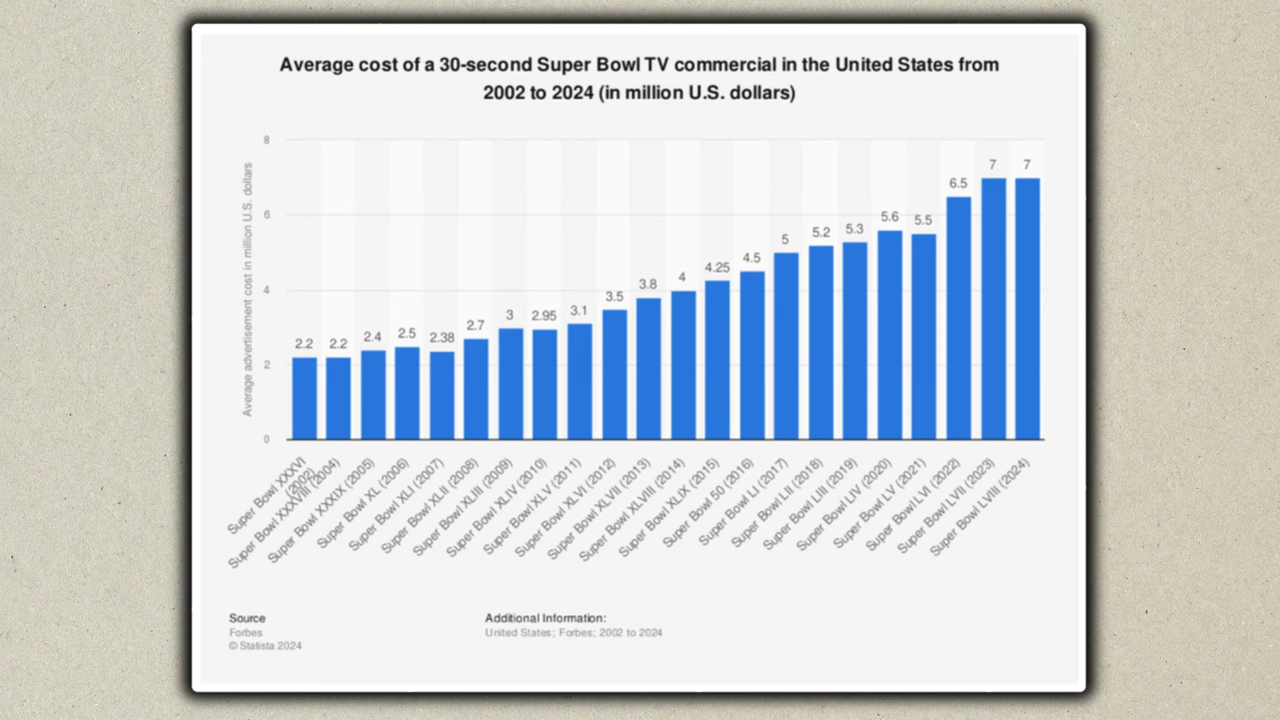 Average cost of a 30-second Super Bowl TV commercial in the United States from
2002 to 2024 (in million U.S. dollars)
Average advertisement cost in million U.S. dollars
8
6
4
2
0
2.2
2.2
2.4
2.5
2.38
2.7
3
2.95
3.1
3.5
3.8
4
4.25
4.5
5
5.2
5.3
5.6
5.5
6.5
7
7
Super Bowl XXXVI
(2002)
Super Bowl XXXVIII (2004)
Super Bowl XXXIX (2005)
Super Bowl XL (2006)
Super Bowl XLI (2007)
Super Bowl XLII (2008)
Super Bowl XLIII (2009)
Super Bowl XLIV (2010)
Super Bowl XLV (2011)
Super Bowl XLVI (2012)
Super Bowl XLVII (2013)
Super Bowl XLVIII (2014)
Super Bowl XLIX (2015)
Super Bowl 50 (2016)
Super Bowl LI (2017)
Super Bowl LII (2018)
Super Bowl LIII (2019)
Super Bowl LIV (2020)
Super Bowl LV (2021)
Super Bowl LVI (2022)
Super Bowl LVII (2023)
Super Bowl LVIII (2024)
Source
Forbes
© Statista 2024
Additional Information:
United States; Forbes; 2002 to 2024